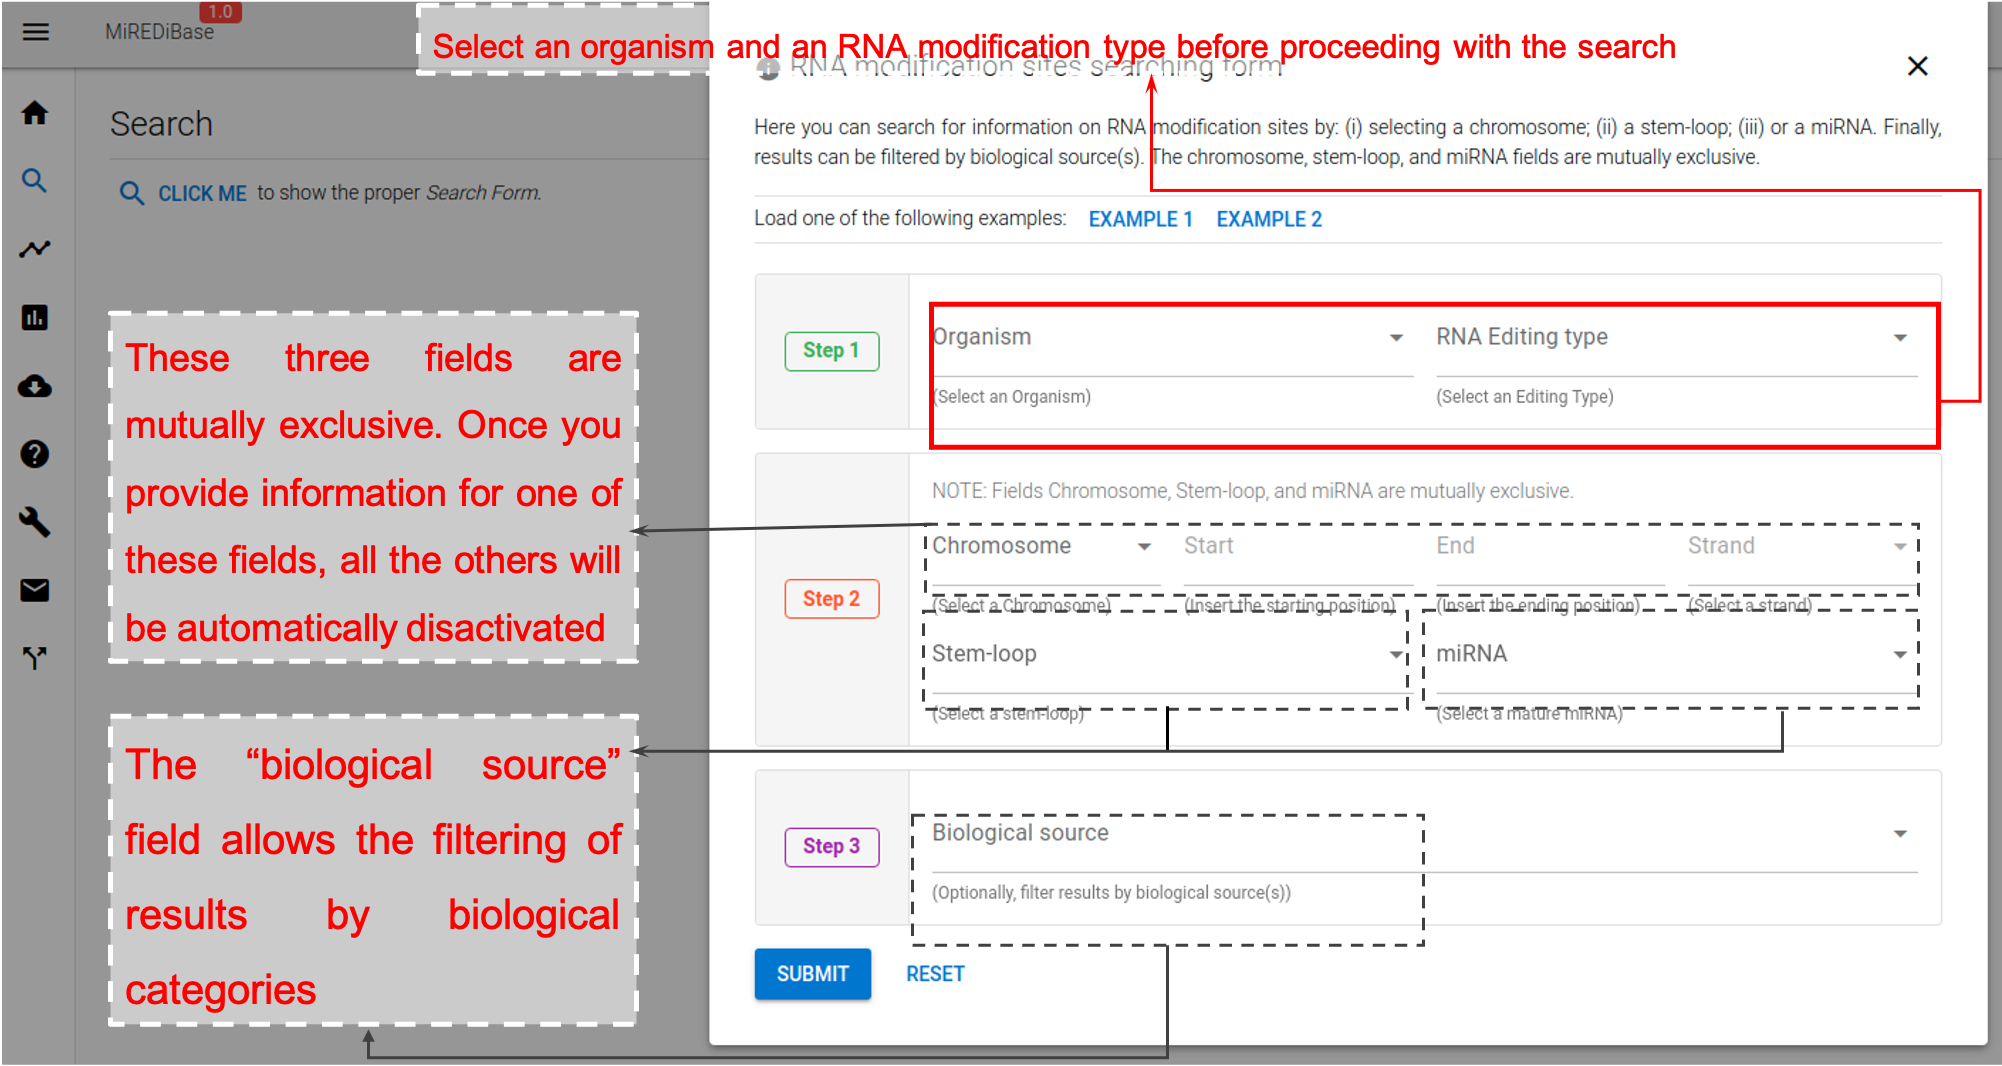 1.0
MiREDiBase
Select an organism and an RNA modification type before proceeding with the search
RNA modification sites searching form
Search
CLICK ME to show the proper Search Form.
Here you can search for information on RNA modification sites by: (i) selecting a chromosome; (ii) a stem-loop; (iii) or a miRNA. Finally,
results can be filtered by biological source(s). The chromosome, stem-loop, and miRNA fields are mutually exclusive.
Load one of the following examples: EXAMPLE 1 EXAMPLE 2
These three fields are
mutually exclusive. Once you
provide information for one of
these fields, all the others will
be automatically disactivated
The “biological source”
field allows the filtering of
results by biological
categories
Step 1
Organism RNA Editing type
(Select an Organism) (Select an Editing Type)
Step 2
NOTE: Fields Chromosome, Stem-loop, and miRNA are mutually exclusive.
Chromosome Start End Strand
(Select a Chromosome) (Insert the starting position) (Insert the ending position) (Select a strand)
Stem-loop miRNA
(Select a stem-loop) (Select a mature miRNA)
Step 3
Biological source
(Optionally, filter results by biological source(s))
SUBMIT RESET